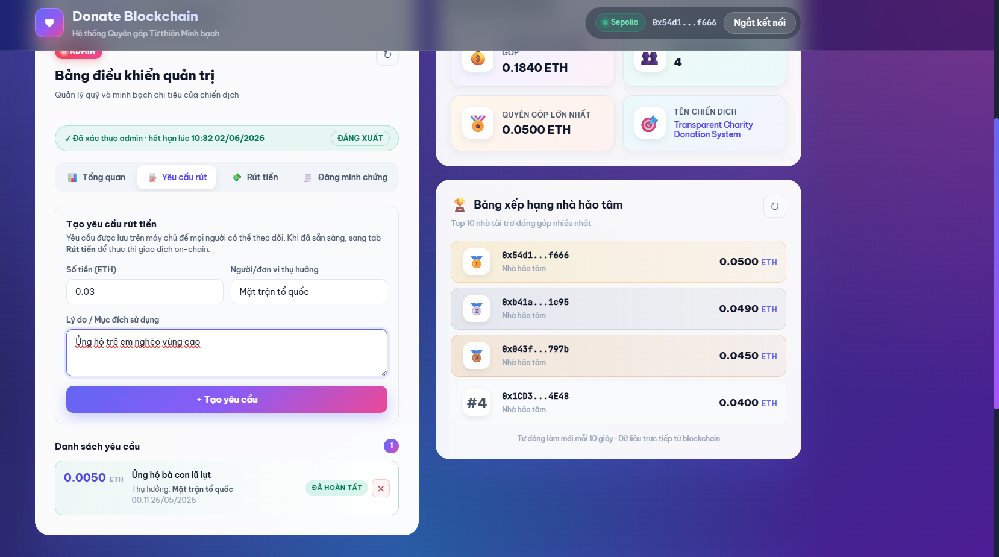 Donate Blockchain
Hệ thống Quyên góp Từ thiện Minh bạch
Sepolia
0x54d1...f666
Ngắt kết nối
ADMIN
↻
Bảng điều khiển quản trị
Quản lý quỹ và minh bạch chi tiêu của chiến dịch
✓ Đã xác thực admin · hết hạn lúc 10:32 02/06/2026
ĐĂNG XUẤT
Tổng quan
Yêu cầu rút
Rút tiền
Đăng minh chứng
Tạo yêu cầu rút tiền
Yêu cầu được lưu trên máy chủ để mọi người có thể theo dõi. Khi đã sẵn sàng, sang tab
Rút tiền để thực thi giao dịch on-chain.
Số tiền (ETH)
Người/đơn vị thụ hưởng
0.03
Mặt trận tổ quốc
Lý do / Mục đích sử dụng
Ủng hộ trẻ em nghèo vùng cao
+ Tạo yêu cầu
Danh sách yêu cầu
1
0.0050 ETH
Ủng hộ bà con lũ lụt
Thụ hưởng: Mặt trận tổ quốc
00:11 26/05/2026
ĐÃ HOÀN TẤT
✕
GÓP
0.1840 ETH
4
QUYÊN GÓP LỚN NHẤT
0.0500 ETH
TÊN CHIẾN DỊCH
Transparent Charity
Donation System
Bảng xếp hạng nhà hảo tâm
↻
Top 10 nhà tài trợ đóng góp nhiều nhất
1
0x54d1...f666
Nhà hảo tâm
0.0500 ETH
2
0xb41a...1c95
Nhà hảo tâm
0.0490 ETH
3
0x043f...797b
Nhà hảo tâm
0.0450 ETH
#4
0x1CD3...4E48
Nhà hảo tâm
0.0400 ETH
Tự động làm mới mỗi 10 giây · Dữ liệu trực tiếp từ blockchain